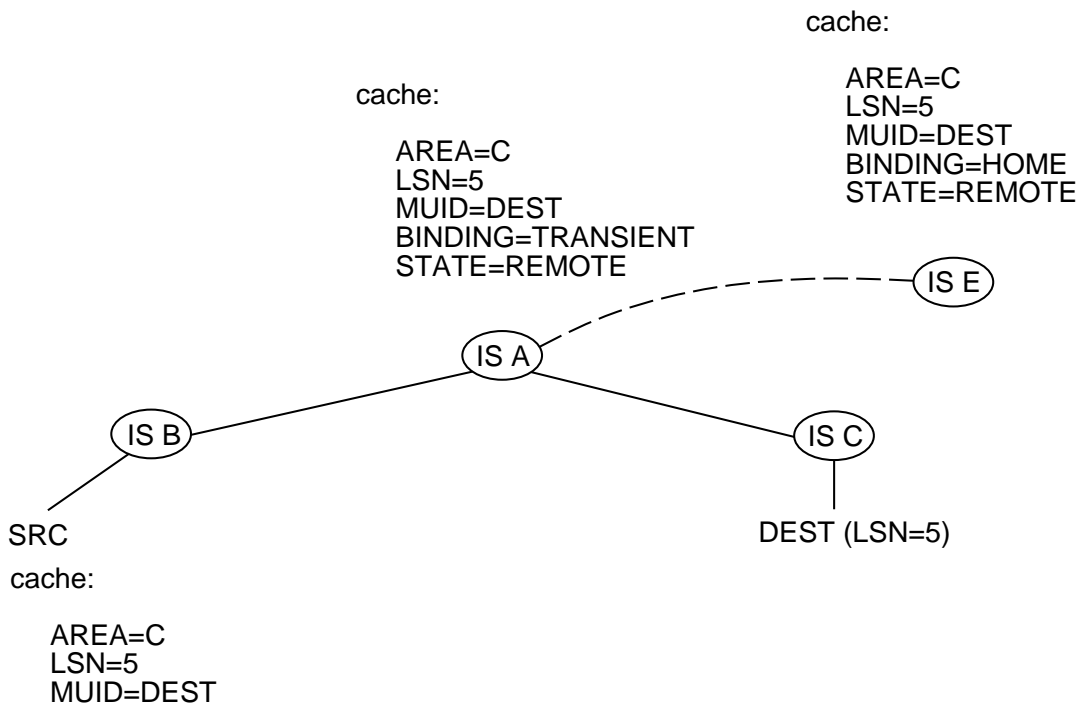 cache:
AREA=C
LSN=5
MUID=DEST
BINDING=HOME
STATE=REMOTE
cache:
AREA=C
LSN=5
MUID=DEST
BINDING=TRANSIENT
STATE=REMOTE
IS E
IS A
IS B
IS C
SRC
DEST (LSN=5)
cache:
AREA=C
LSN=5
MUID=DEST